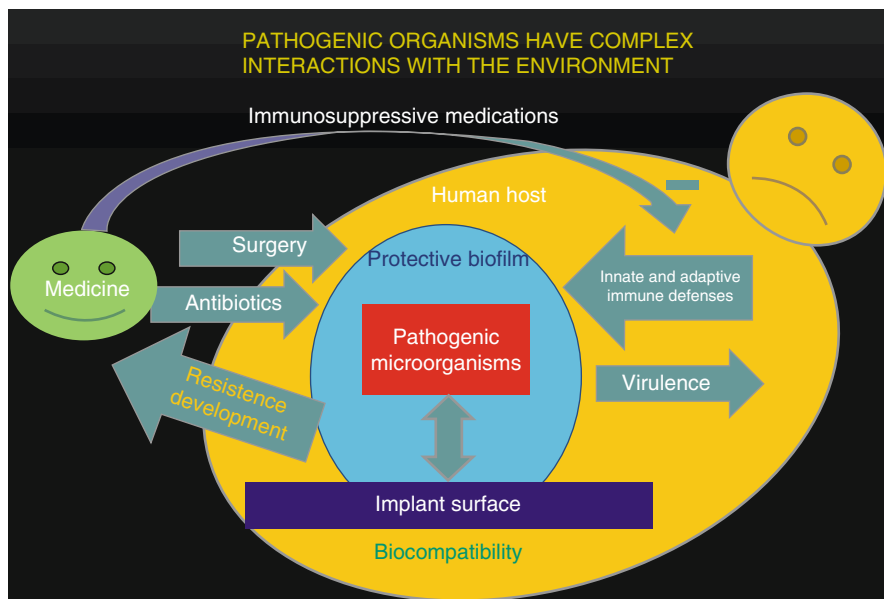 PATHOGENIC ORGANISMS HAVE COMPLEX
INTERACTIONS WITH THE ENVIRONMENT
Immunosuppressive medications
Human host
Surgery
Protective biofilm
Innate and adaptive
immune defenses
Medicine
Antibiotics
Pathogenic
microorganisms
Virulence
Resistence
development
Implant surface
Biocompatibility